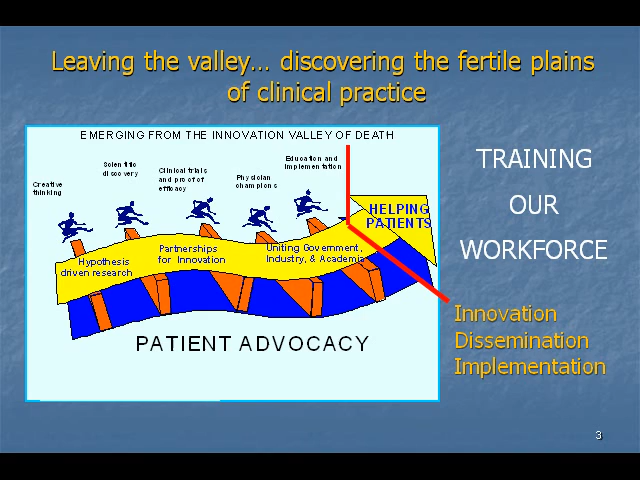 Leaving the valley... discovering the fertile plains
of clinical practice
EMERGING FROM THE INNOVATION VALLEY OF DEATH
Creative
thinking
Scientific
discovery
Clinical trials
and proof of
efficacy
Physician
champions
Education and
implementation
HELPING
PATIENTS
Hypothesis
driven research
Partnerships
for Innovation
Uniting Government,
Industry, & Academia
PATIENT ADVOCACY
TRAINING
OUR
WORKFORCE
Innovation
Dissemination
Implementation
3